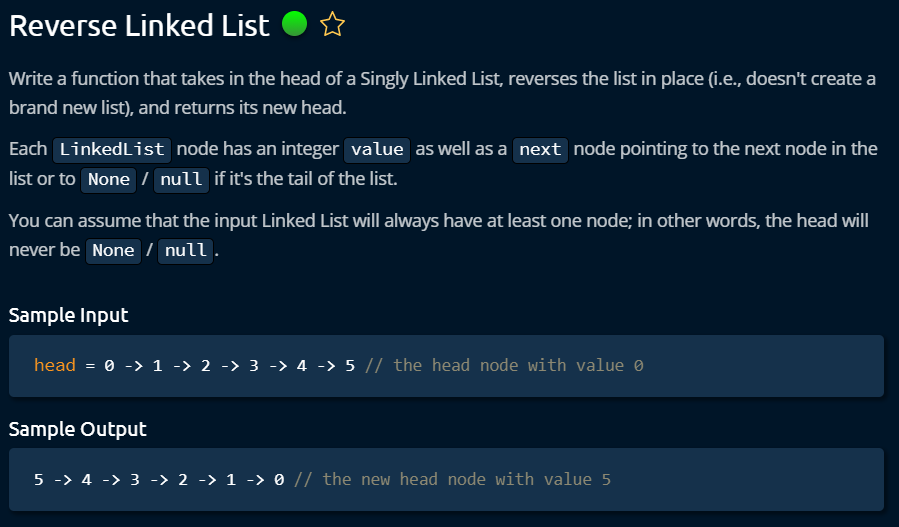 Reverse Linked List
Write a function that takes in the head of a Singly Linked List, reverses the list in place (i.e., doesn't create a
brand new list), and returns its new head.
Each LinkedList node has an integer value as well as a next node pointing to the next node in the
list or to None / null if it's the tail of the list.
You can assume that the input Linked List will always have at least one node; in other words, the head will
never be None / null.
Sample Input
head = 0 -> 1 -> 2 -> 3 -> 4 -> 5 // the head node with value 0
Sample Output
5 -> 4 -> 3 -> 2 -> 1 -> 0 // the new head node with value 5